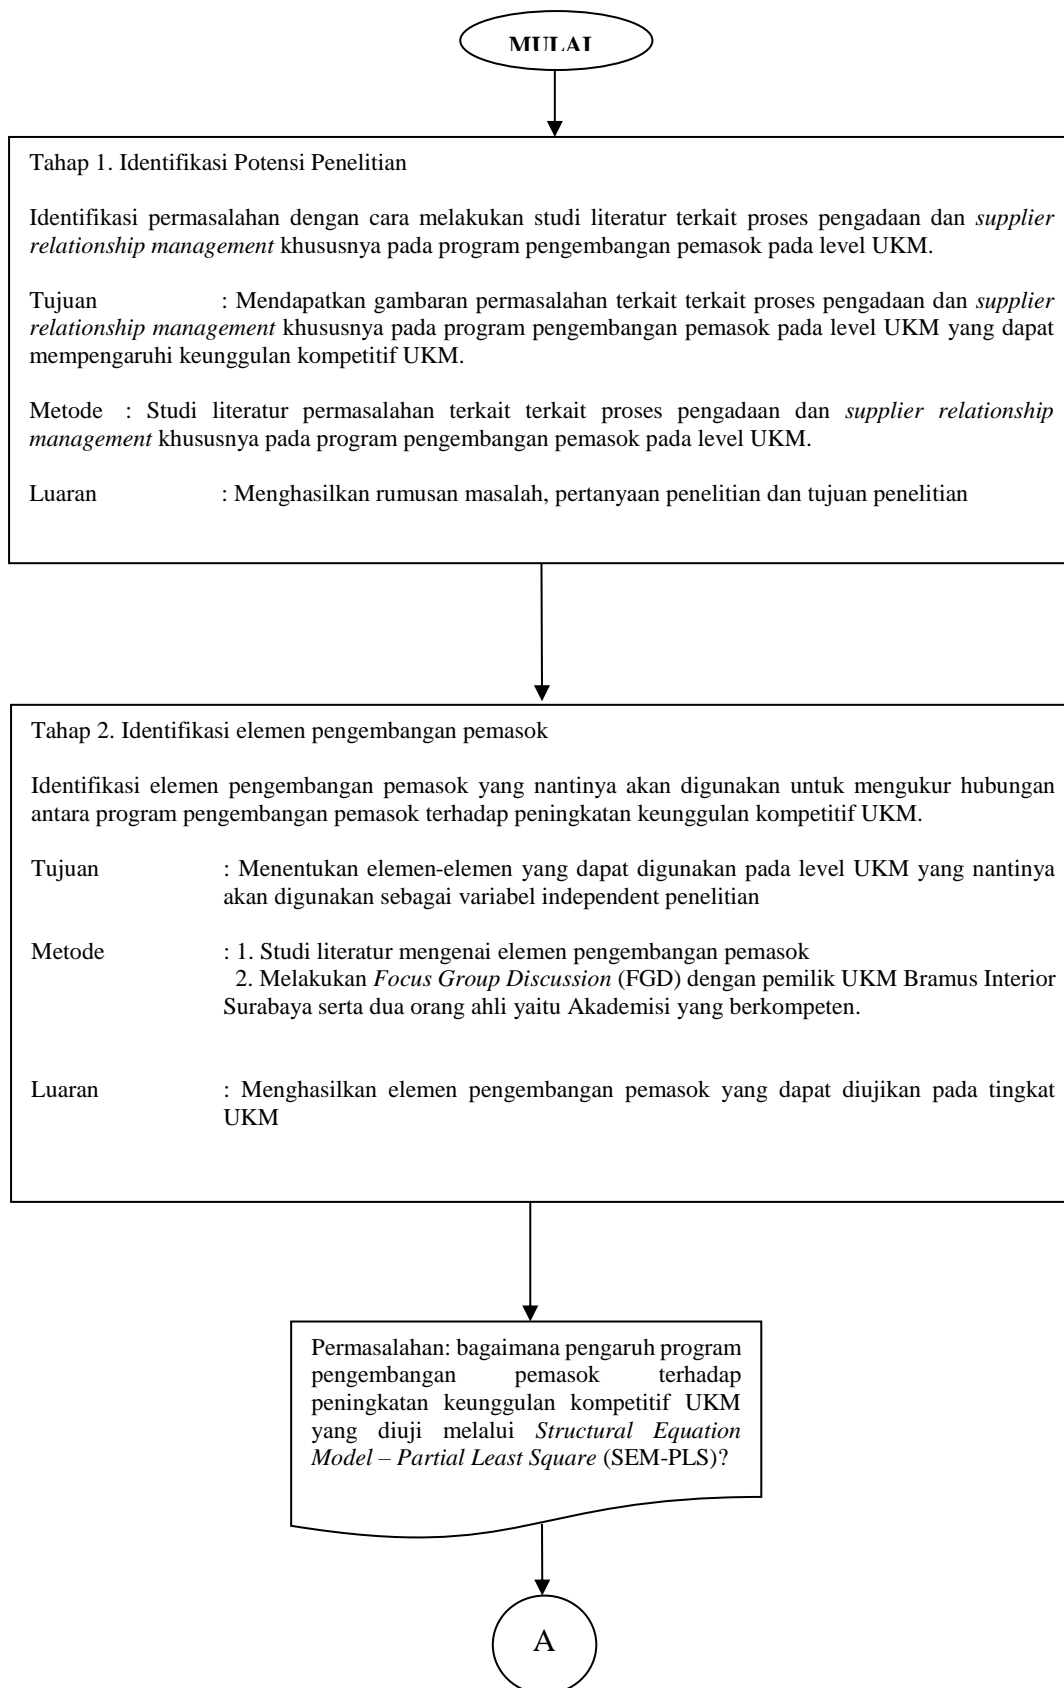 MULAI
Tahap 1. Identifikasi Potensi Penelitian
Identifikasi permasalahan dengan cara melakukan studi literatur terkait proses pengadaan dan supplier
relationship management khususnya pada program pengembangan pemasok pada level UKM.
Tujuan : Mendapatkan gambaran permasalahan terkait terkait proses pengadaan dan supplier
relationship management khususnya pada program pengembangan pemasok pada level UKM yang dapat
mempengaruhi keunggulan kompetitif UKM.
Metode : Studi literatur permasalahan terkait terkait proses pengadaan dan supplier relationship
management khususnya pada program pengembangan pemasok pada level UKM.
Luaran : Menghasilkan rumusan masalah, pertanyaan penelitian dan tujuan penelitian
Tahap 2. Identifikasi elemen pengembangan pemasok
Identifikasi elemen pengembangan pemasok yang nantinya akan digunakan untuk mengukur hubungan
antara program pengembangan pemasok terhadap peningkatan keunggulan kompetitif UKM.
Tujuan : Menentukan elemen-elemen yang dapat digunakan pada level UKM yang nantinya
akan digunakan sebagai variabel independent penelitian
Metode : 1. Studi literatur mengenai elemen pengembangan pemasok
2. Melakukan Focus Group Discussion (FGD) dengan pemilik UKM Bramus Interior
Surabaya serta dua orang ahli yaitu Akademisi yang berkompeten.
Luaran : Menghasilkan elemen pengembangan pemasok yang dapat diujikan pada tingkat
UKM
Permasalahan: bagaimana pengaruh program
pengembangan pemasok terhadap
peningkatan keunggulan kompetitif UKM
yang diuji melalui Structural Equation
Model – Partial Least Square (SEM-PLS)?
A